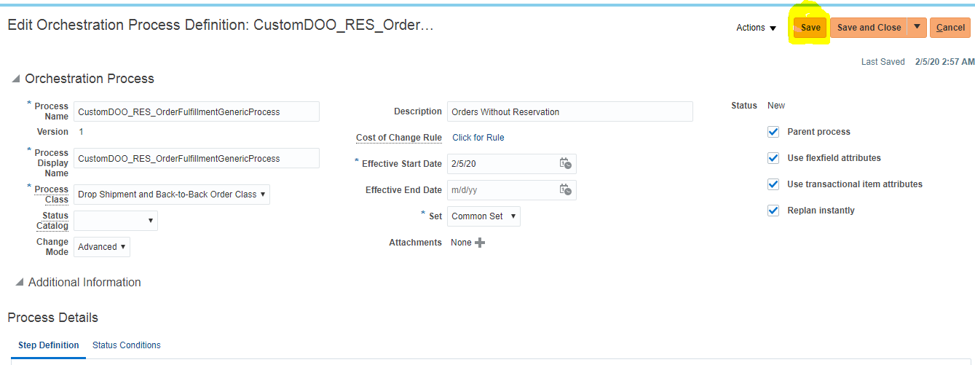 Edit Orchestration Process Definition: CustomDOO_RES_Order…
Actions Save Save and Close Cancel
Last Saved 2/5/20 2:57 AM
Orchestration Process
* Process Name CustomDOO_RES_OrderFulfillmentGenericProcess
Version 1
* Process Display Name CustomDOO_RES_OrderFulfillmentGenericProcess
* Process Class Drop Shipment and Back-to-Back Order Class
Status Catalog
Change Mode Advanced
Description Orders Without Reservation
Cost of Change Rule Click for Rule
* Effective Start Date 2/5/20
Effective End Date m/d/yy
* Set Common Set
Attachments None
Status New
Parent process
Use flexfield attributes
Use transactional item attributes
Replan instantly
Additional Information
Process Details
Step Definition Status Conditions